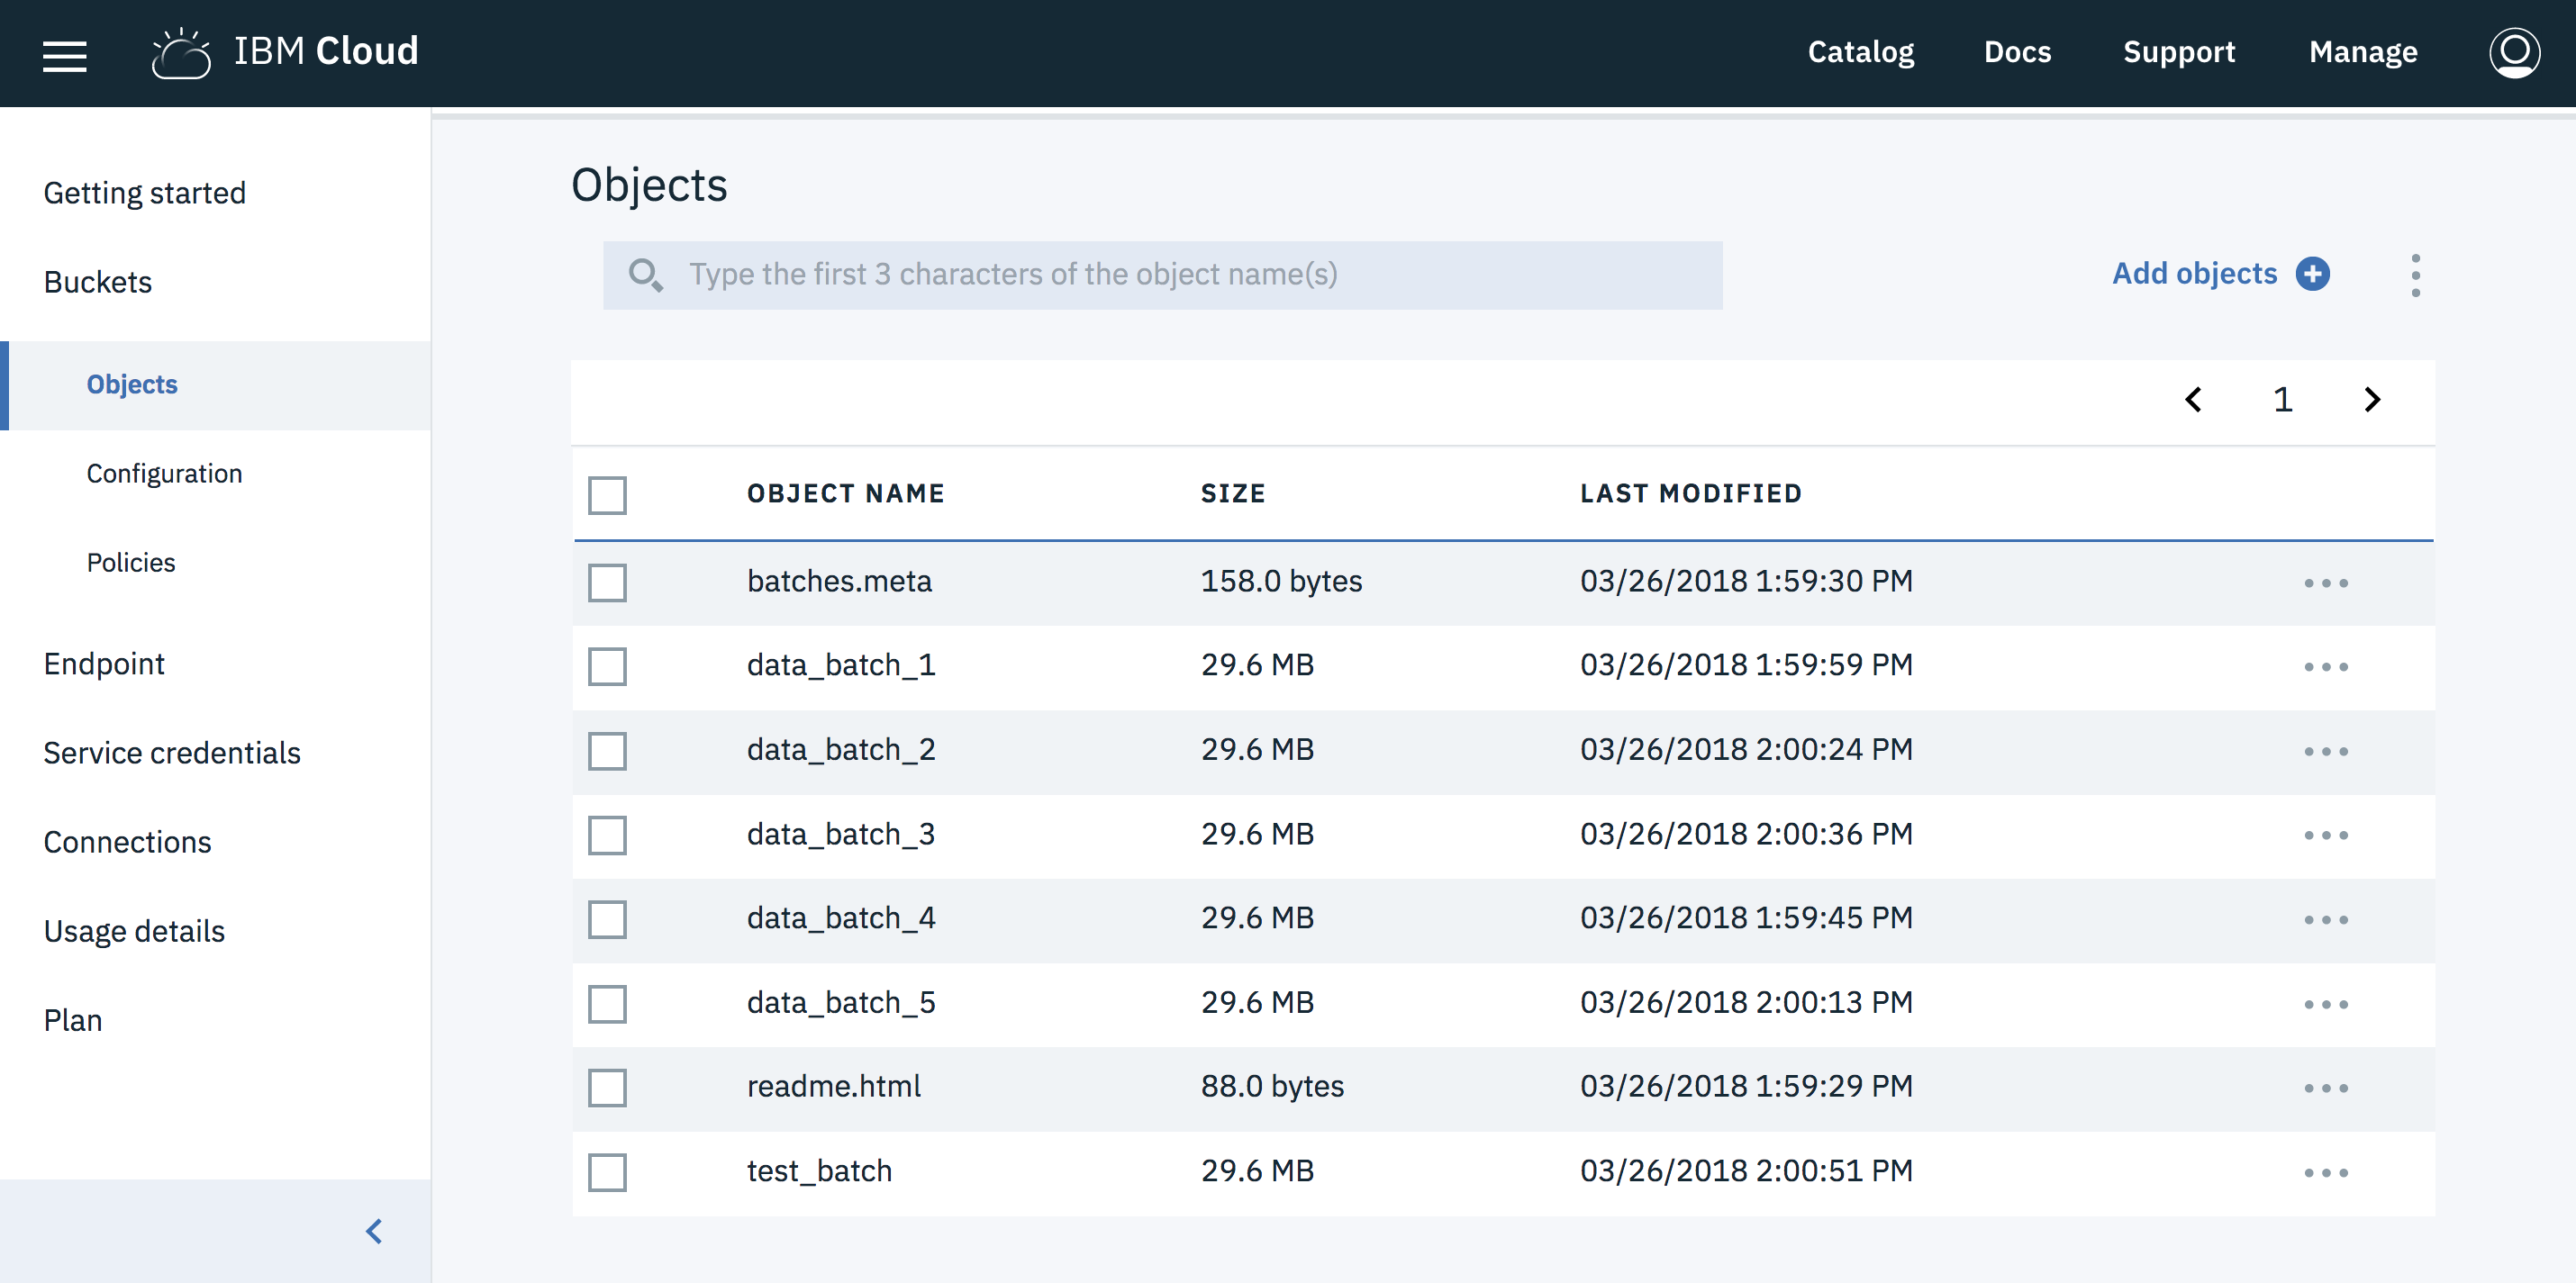 IBM Cloud
Catalog Docs Support Manage
Getting started
Buckets
Objects
Configuration
Policies
Endpoint
Service credentials
Connections
Usage details
Plan
Objects
Type the first 3 characters of the object name(s)
Add objects
1
OBJECT NAME SIZE LAST MODIFIED
batches.meta 158.0 bytes 03/26/2018 1:59:30 PM
data_batch_1 29.6 MB 03/26/2018 1:59:59 PM
data_batch_2 29.6 MB 03/26/2018 2:00:24 PM
data_batch_3 29.6 MB 03/26/2018 2:00:36 PM
data_batch_4 29.6 MB 03/26/2018 1:59:45 PM
data_batch_5 29.6 MB 03/26/2018 2:00:13 PM
readme.html 88.0 bytes 03/26/2018 1:59:29 PM
test_batch 29.6 MB 03/26/2018 2:00:51 PM